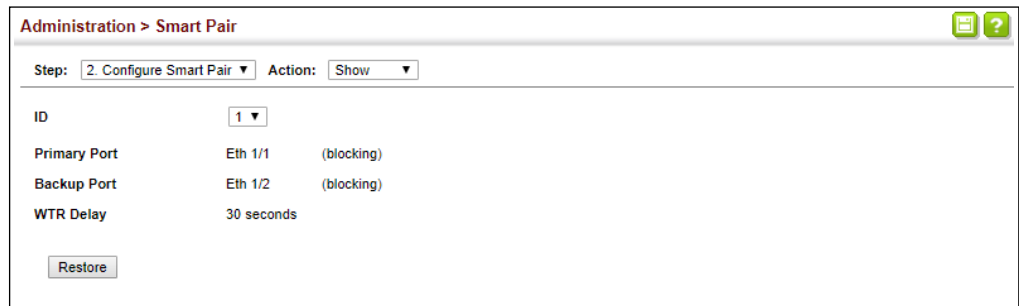 Administration > Smart Pair
Step: 2. Configure Smart Pair Action: Show
ID 1
Primary Port Eth 1/1 (blocking)
Backup Port Eth 1/2 (blocking)
WTR Delay 30 seconds
Restore